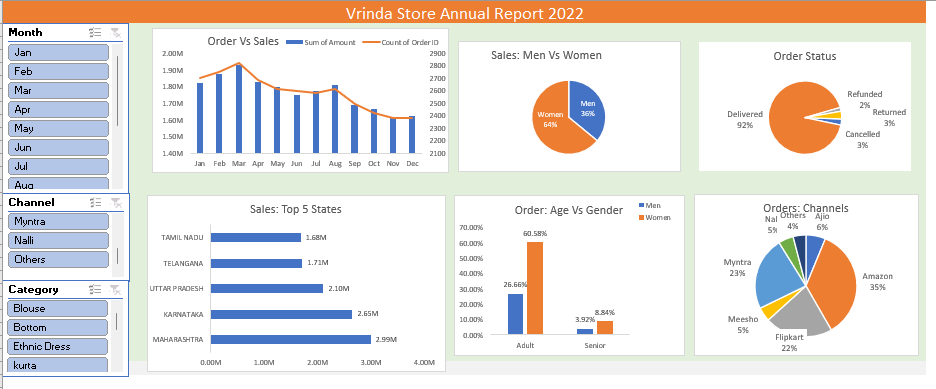 Vrinda Store Annual Report 2022
Month
Jan
Feb
Mar
Apr
May
Jun
Jul
Aug
Channel
Myntra
Nalli
Others
Category
Blouse
Bottom
Ethnic Dress
kurta
Order Vs Sales
Sum of Amount
Count of Order ID
2.00M
1.90M
1.80M
1.70M
1.60M
1.50M
1.40M
2900
2800
2700
2600
2500
2400
2300
2200
2100
Jan Feb Mar Apr May Jun Jul Aug Sep Oct Nov Dec
Sales: Men Vs Women
Men
36%
Women
64%
Order Status
Refunded
2%
Returned
3%
Cancelled
3%
Delivered
92%
Sales: Top 5 States
TAMIL NADU 1.68M
TELANGANA 1.71M
UTTAR PRADESH 2.10M
KARNATAKA 2.65M
MAHARASHTRA 2.99M
0.00M 1.00M 2.00M 3.00M 4.00M
Order: Age Vs Gender
Men
Women
70.00%
60.00%
50.00%
40.00%
30.00%
20.00%
10.00%
0.00%
26.66%
60.58%
3.92%
8.84%
Adult Senior
Orders: Channels
Nal
5%
Others
4%
Ajio
6%
Amazon
35%
Flipkart
22%
Meesho
5%
Myntra
23%